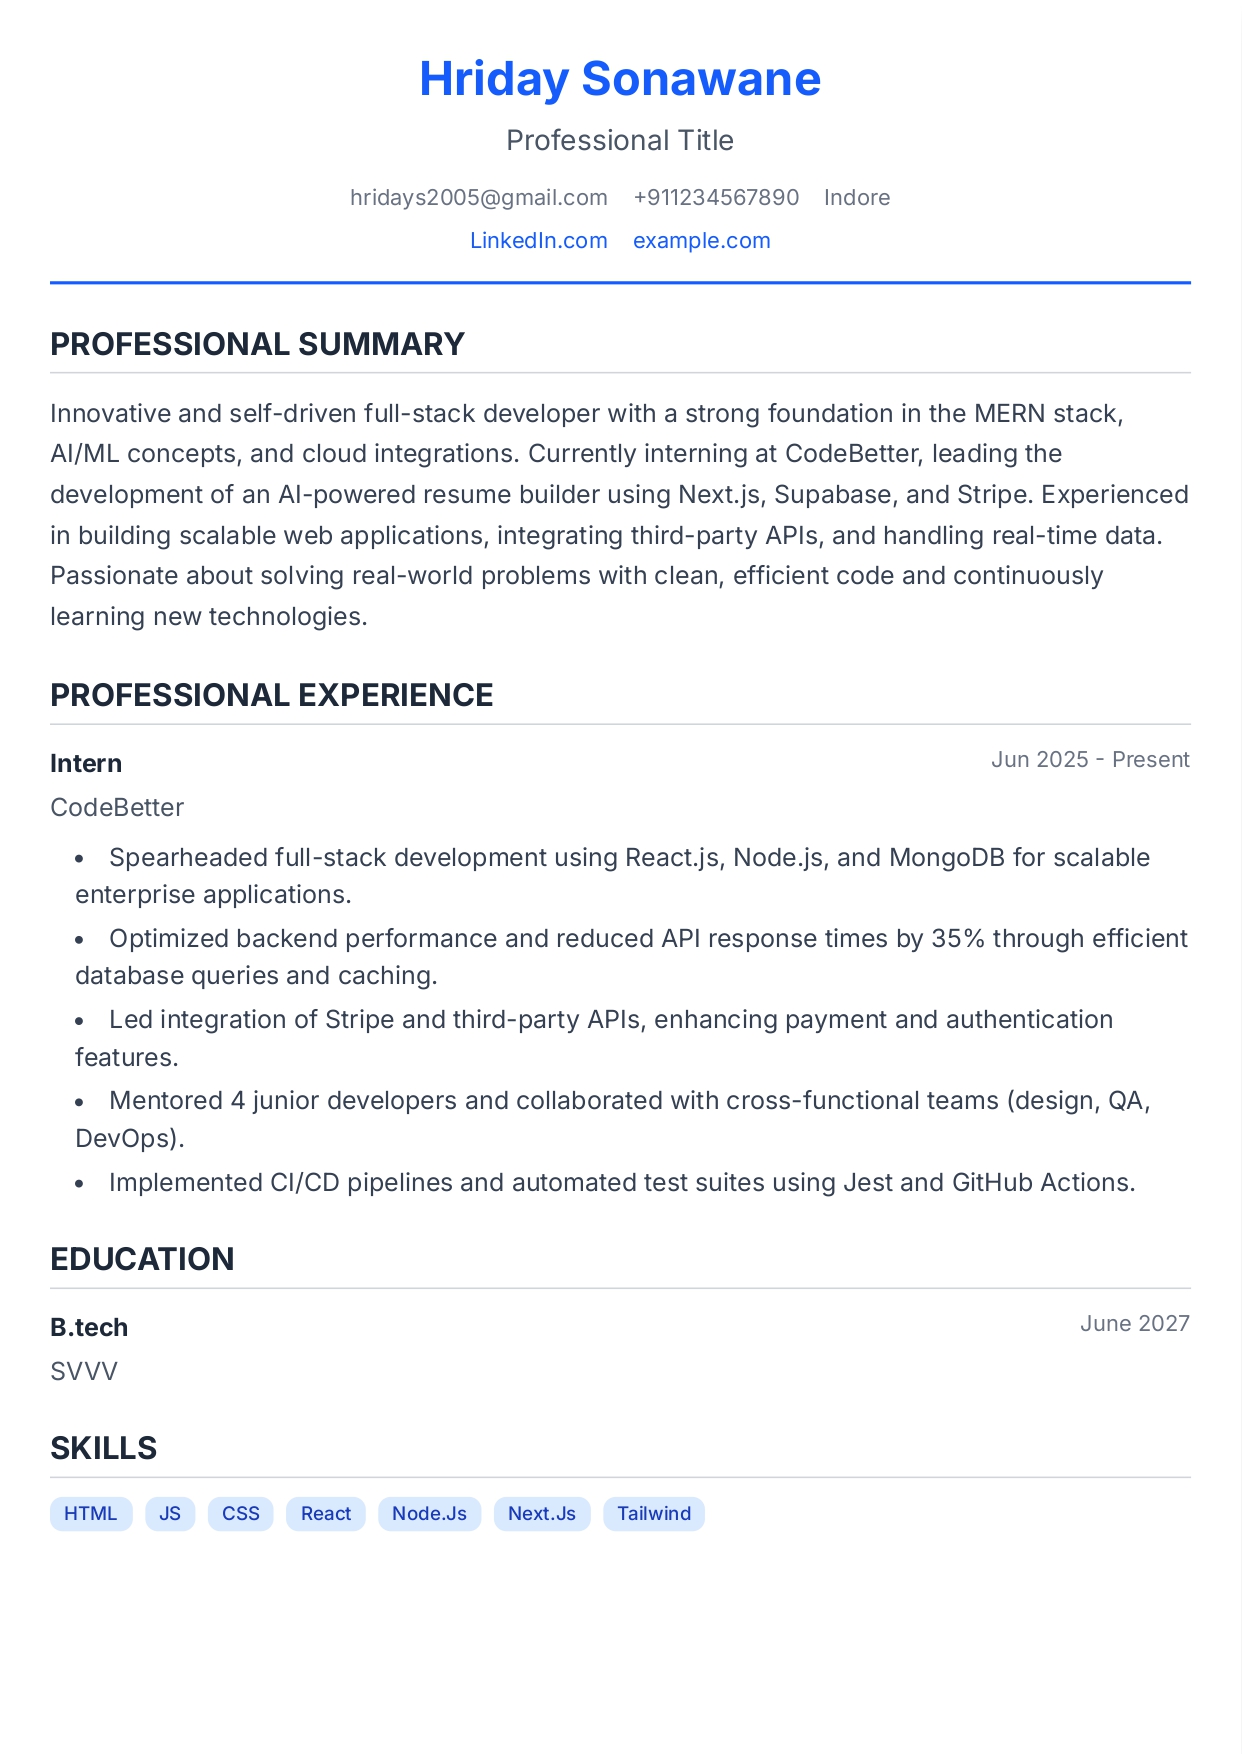 Hriday Sonawane
Professional Title
hridays2005@gmail.com +911234567890 Indore
LinkedIn.com example.com
PROFESSIONAL SUMMARY
Innovative and self-driven full-stack developer with a strong foundation in the MERN stack,
AI/ML concepts, and cloud integrations. Currently interning at CodeBetter, leading the
development of an AI-powered resume builder using Next.js, Supabase, and Stripe. Experienced
in building scalable web applications, integrating third-party APIs, and handling real-time data.
Passionate about solving real-world problems with clean, efficient code and continuously
learning new technologies.
PROFESSIONAL EXPERIENCE
Intern Jun 2025 - Present
CodeBetter
• Spearheaded full-stack development using React.js, Node.js, and MongoDB for scalable
enterprise applications.
• Optimized backend performance and reduced API response times by 35% through efficient
database queries and caching.
• Led integration of Stripe and third-party APIs, enhancing payment and authentication
features.
• Mentored 4 junior developers and collaborated with cross-functional teams (design, QA,
DevOps).
• Implemented CI/CD pipelines and automated test suites using Jest and GitHub Actions.
EDUCATION
B.tech June 2027
SVVV
SKILLS
HTML JS CSS React Node.Js Next.Js Tailwind